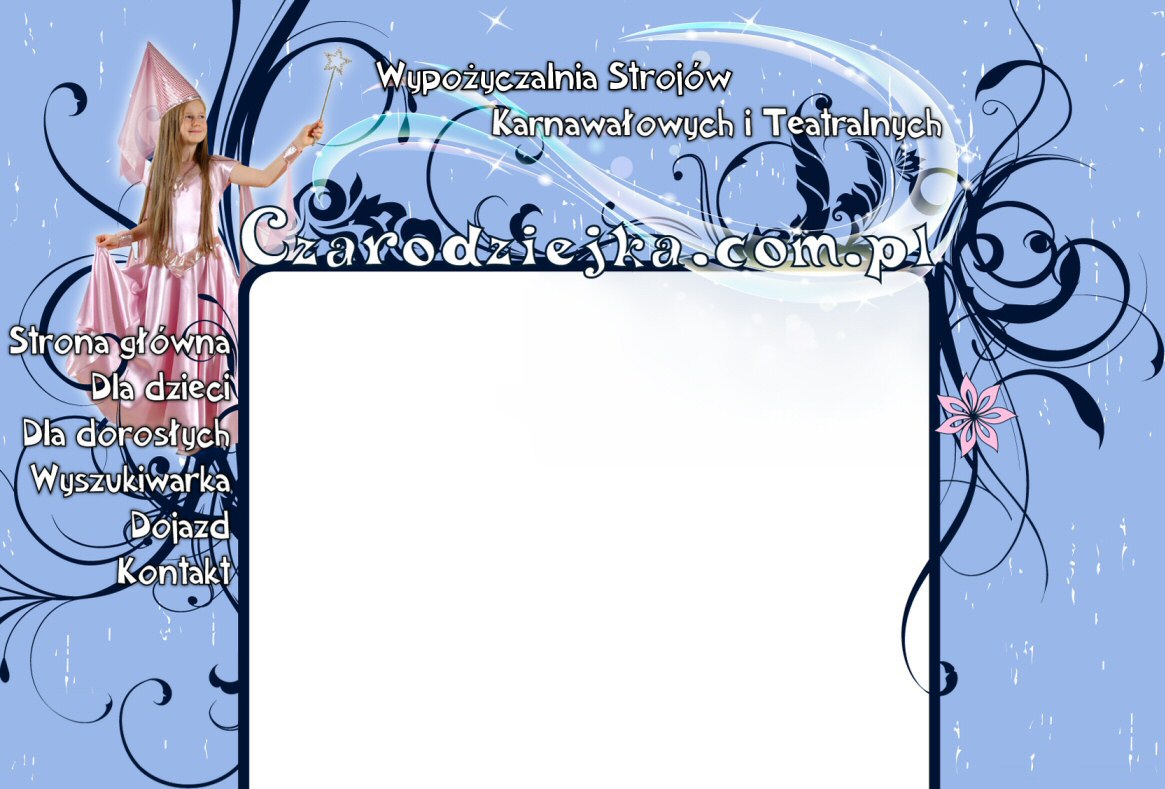 Wypożyczalnia Strojów
Karnawałowych i Teatralnych
Czarodziejka.com.pl
Strona główna
Dla dzieci
Dla dorosłych
Wyszukiwarka
Dojazd
Kontakt